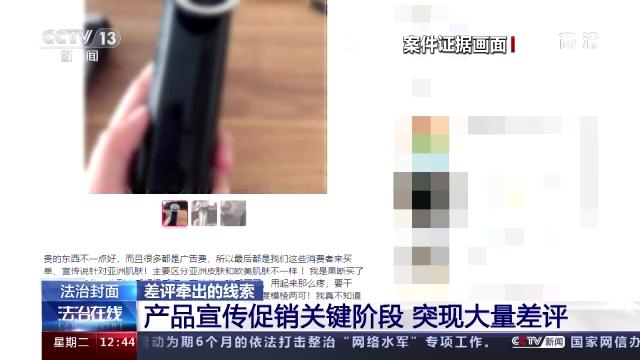 CCTV 13
新闻
案件证据画面
高清
贵的东西不一点好，而且很多都是广告费，所以最后都是我们这些消费者来买
单、宣传说针对亚洲肌肤！主要区分亚洲皮肤和欧美肌肤不一样！我是果断买了
用起来那么疼，要干
度模棱两可！我真不知道
法治封面
差评牵出的线索
法治在线
产品宣传促销关键阶段 突现大量差评
星期二
12:44
启动为期6个月的依法打击整治“网络水军”专项工作。
CCTV新闻
国家网信办